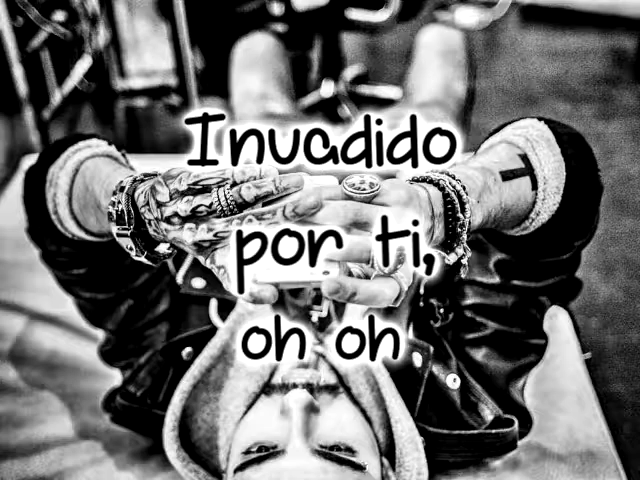 Invadido
por ti,
oh oh